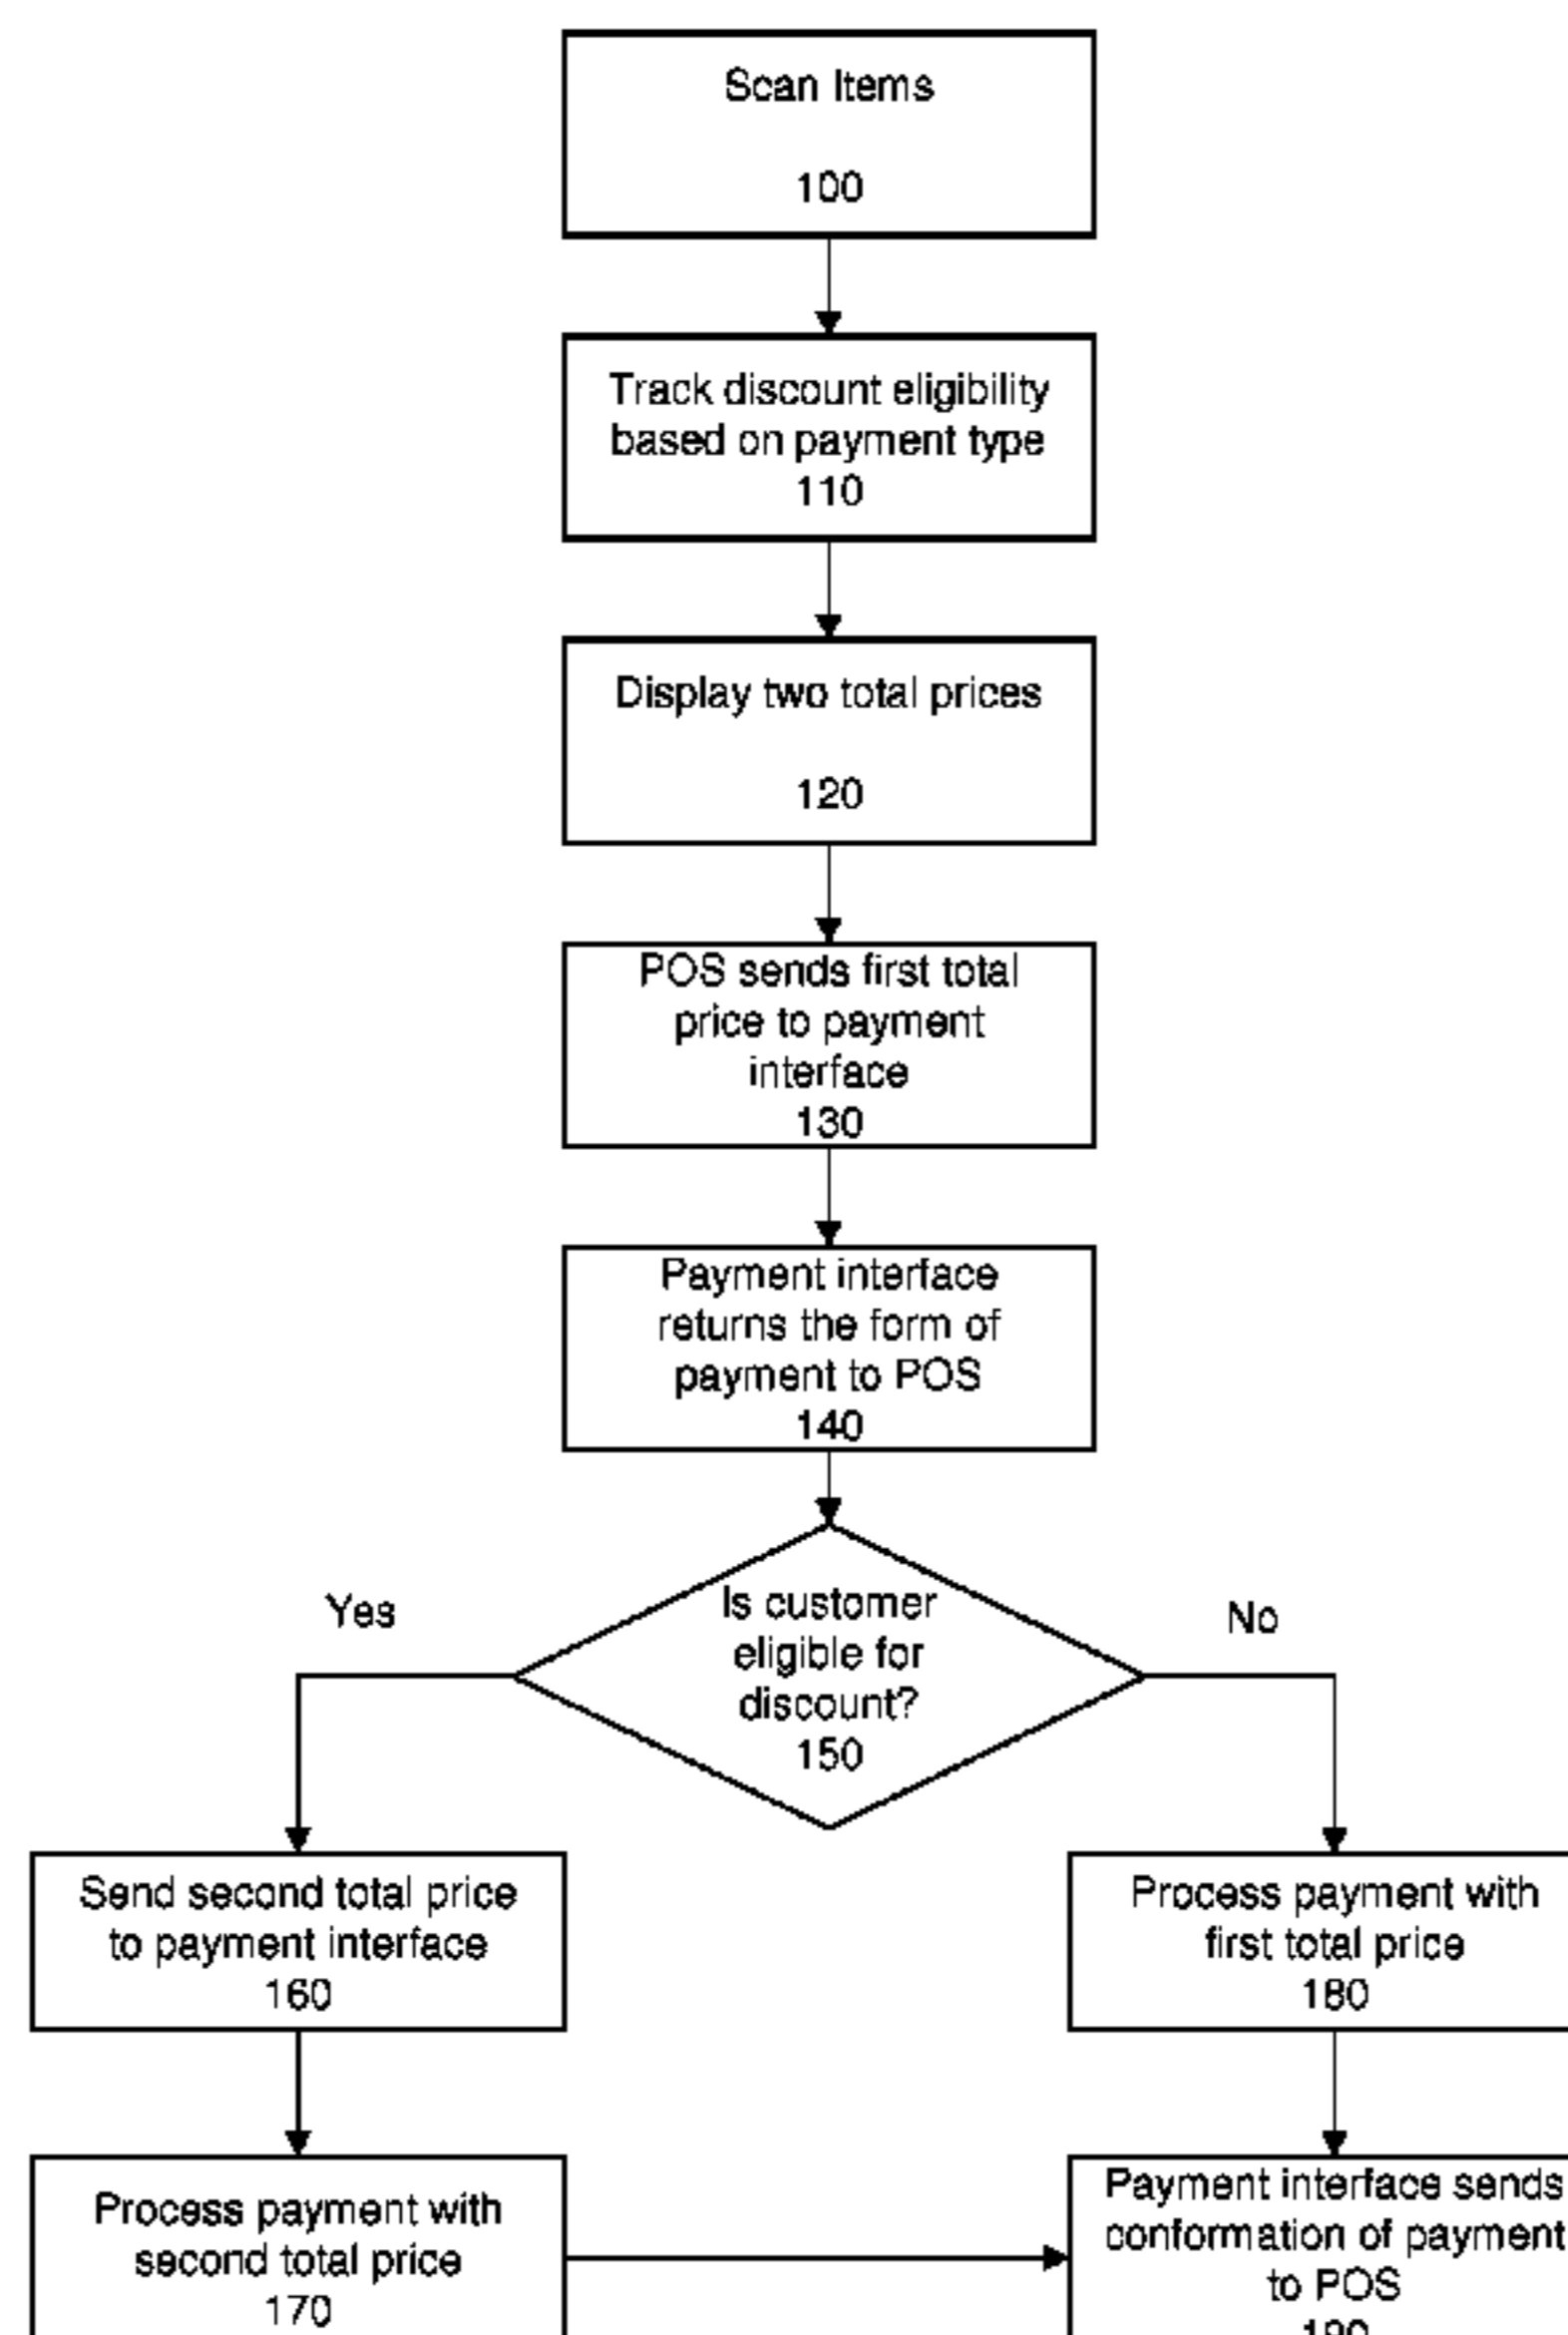 Scan Items
100
Track discount eligibility
based on payment type
110
Display two total prices
120
POS sends first total
price to payment
interface
130
Payment interface
returns the form of
payment to POS
140
Is customer
eligible for
discount?
150
Yes
No
Send second total price
to payment interface
160
Process payment with
first total price
180
Process payment with
second total price
170
Payment interface sends
conformation of payment
to POS